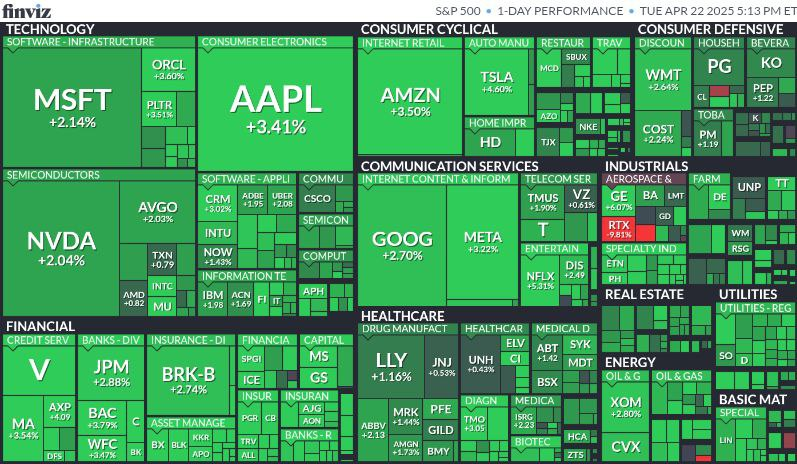 finviz
S&P 500 • 1-DAY PERFORMANCE • TUE APR 22 2025 5:13 PM ET
TECHNOLOGY
SOFTWARE - INFRASTRUCTURE
MSFT
+2.14%
ORCL
+3.60%
PLTR
+3.51%
CONSUMER ELECTRONICS
AAPL
+3.41%
SEMICONDUCTORS
NVDA
+2.04%
AVGO
+2.03%
TXN
+0.79
AMD
+0.82
INTC
MU
SOFTWARE - APPLI
CRM
+3.02%
ADBE
+1.95
UBER
+2.08
INTU
NOW
+1.43%
INFORMATION TE
IBM
+1.98
ACN
+1.69
FI
IT
COMMU
CSCO
SEMICON
COMPUT
APH
CONSUMER CYCLICAL
INTERNET RETAIL
AMZN
+3.50%
AUTO MANU
TSLA
+4.60%
HOME IMPR
HD
RESTAUR
MCD
SBUX
TRAV
AZO
TJX
NKE
CONSUMER DEFENSIVE
DISCOUN
WMT
+2.64%
COST
+2.24%
HOUSEH
PG
CL
TOBA
PM
+1.19
BEVERA
KO
PEP
+1.22
K
COMMUNICATION SERVICES
INTERNET CONTENT & INFORM
GOOG
+2.70%
META
+3.22%
TELECOM SER
TMUS
+1.90%
VZ
+0.61%
T
ENTERTAIN
NFLX
+5.31%
DIS
+2.49
INDUSTRIALS
AEROSPACE &
GE
+6.07%
BA
LMT
RTX
-9.81%
GD
SPECIALTY IND
ETN
PH
FARM
DE
UNP
TT
WM
RSG
FINANCIAL
CREDIT SERV
V
MA
+3.54%
AXP
+4.09
DFS
BANKS - DIV
JPM
+2.88%
BAC
+3.79%
C
WFC
+3.47%
BK
INSURANCE - DI
BRK-B
+2.74%
ASSET MANAGE
BX
BLK
KKR
APO
FINANCIA
SPGI
ICE
INSUR
PGR
CB
TRV
ALL
CAPITAL
MS
GS
INSURAN
AJG
AON
BANKS - R
HEALTHCARE
DRUG MANUFACT
LLY
+1.16%
JNJ
+0.53%
ABBV
+2.13
MRK
+1.44%
AMGN
+1.73%
PFE
GILD
BMY
HEALTHCAR
UNH
+0.43%
ELV
CI
DIAGN
TMO
+3.05
MEDICAL D
ABT
+1.42
SYK
MDT
BSX
MEDICA
ISRG
+2.23
BIOTEC
HCA
ZTS
REAL ESTATE
UTILITIES
UTILITIES - REG
SO
D
ENERGY
OIL & G
XOM
+2.80%
CVX
OIL & GAS
BASIC MAT
SPECIAL
LIN